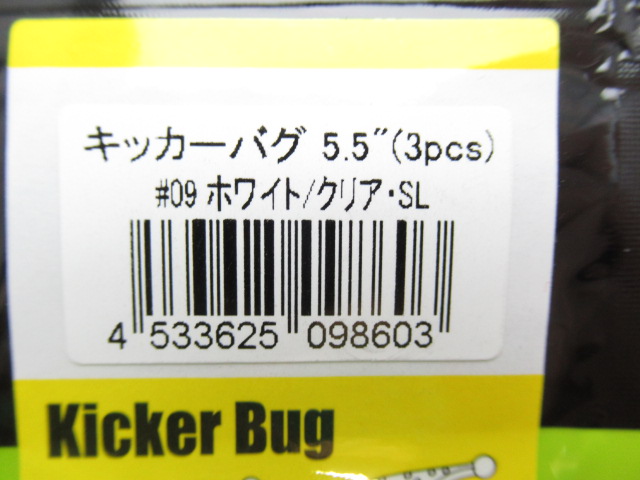 キッカーバグ 5.5"(3pcs)
#09 ホワイト/クリア・SL
4 533625 098603
Kicker Bug